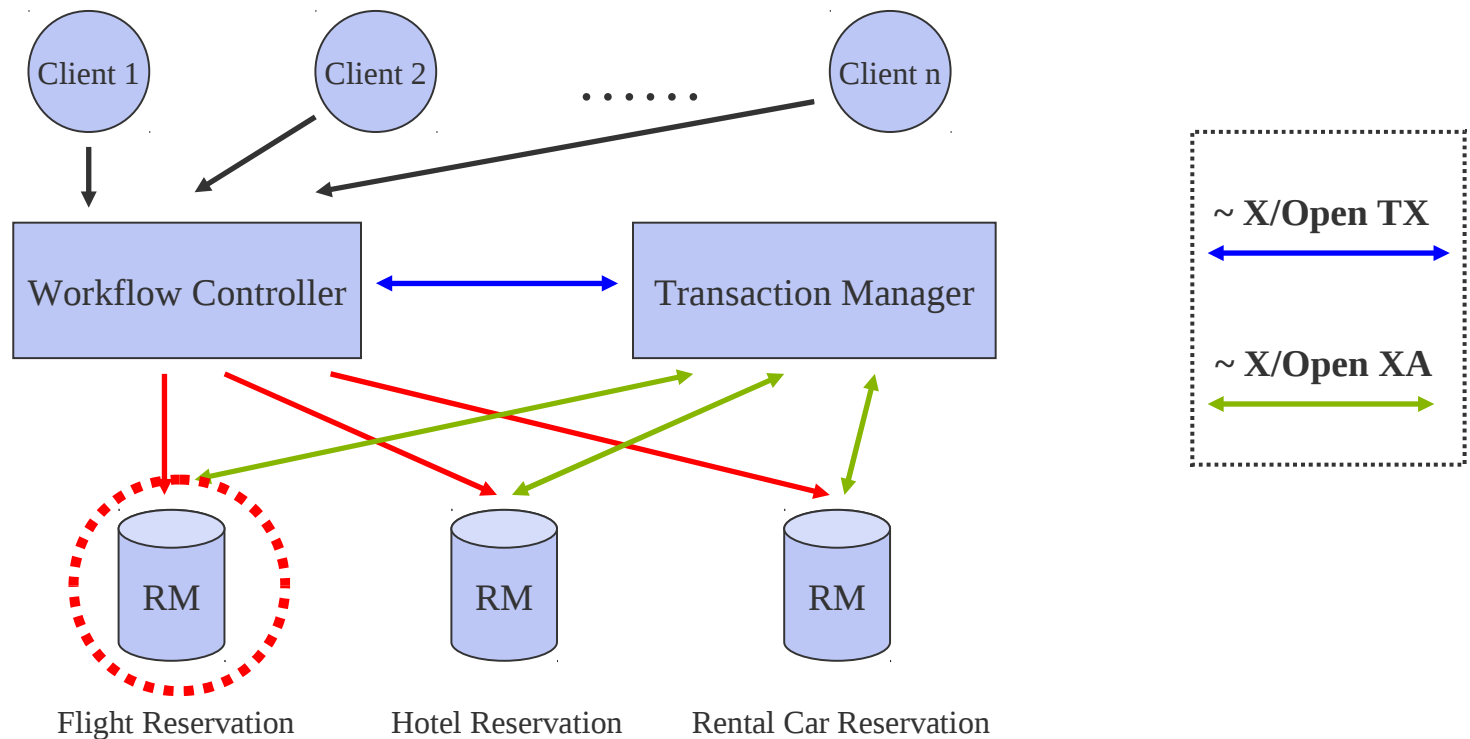 Client 1
Client 2
......
Client n
~ X/Open TX
Workflow Controller
Transaction Manager
~ X/Open XA
RM
RM
RM
Flight Reservation
Hotel Reservation
Rental Car Reservation